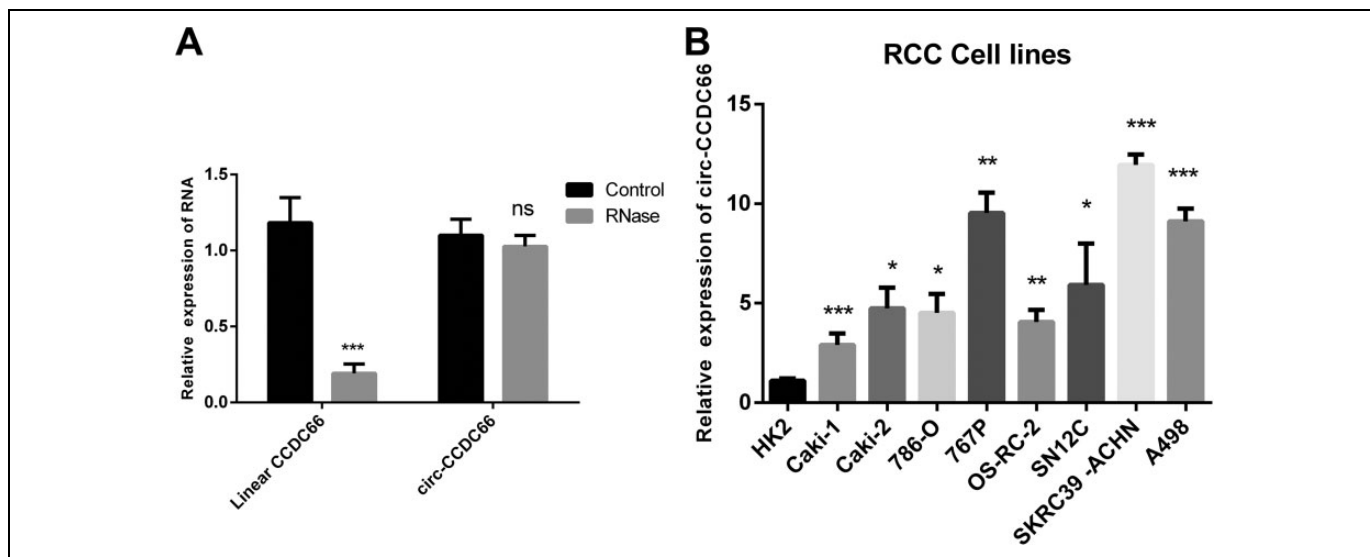 A
Relative expression of RNA
1.5
1.0
0.5
0.0
***
ns
Control
RNase
Linear CCDC66
circ-CCDC66
B
RCC Cell lines
Relative expression of circ-CCDC66
15
10
5
0
***
*
*
**
**
*
***
***
HK2
Caki-1
Caki-2
786-O
767P
OS-RC-2
SN12C
SKRC39 -ACHN
A498